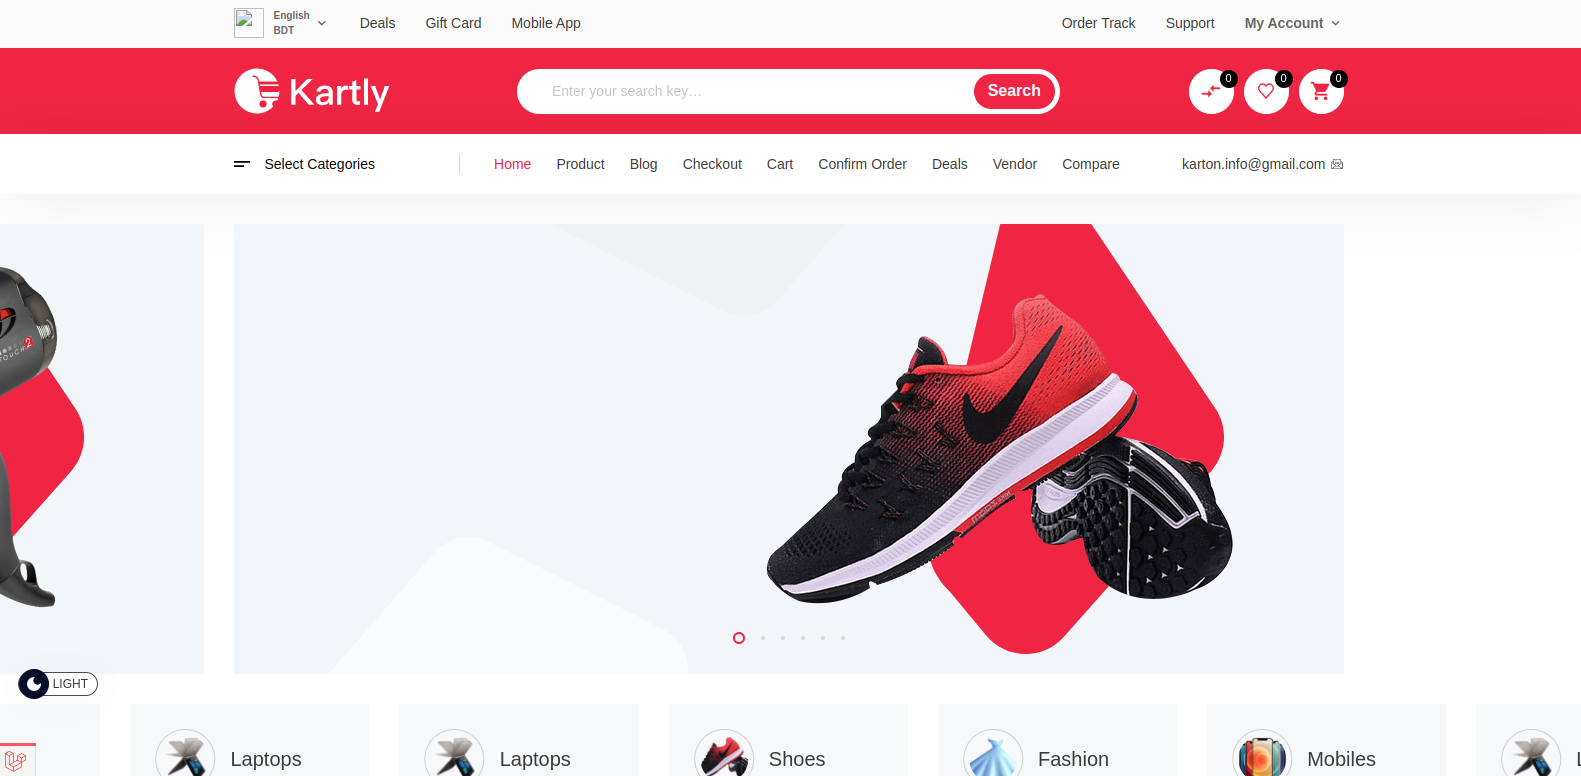 English
BDT
Deals
Gift Card
Mobile App
Order Track
Support
My Account
Kartly
Enter your search key...
Search
0
0
0
Select Categories
Home
Product
Blog
Checkout
Cart
Confirm Order
Deals
Vendor
Compare
karton.info@gmail.com
LIGHT
Laptops
Laptops
Shoes
Fashion
Mobiles